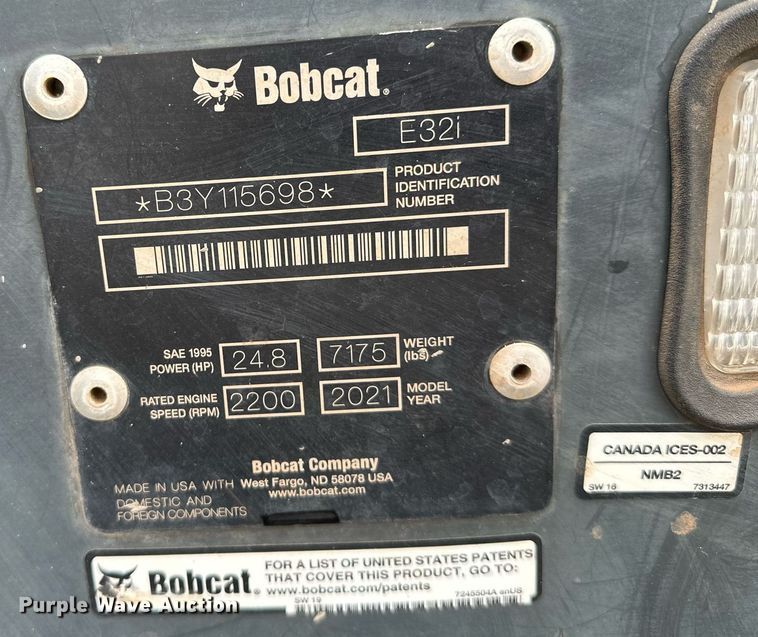 Bobcat®
E32i
*B3Y115698*
PRODUCT
IDENTIFICATION
NUMBER
SAE 1995
POWER (HP)
24.8
7175
WEIGHT
(lbs)
RATED ENGINE
SPEED (RPM)
2200
2021
MODEL
YEAR
Bobcat Company
West Fargo, ND 58078 USA
www.bobcat.com
MADE IN USA WITH
DOMESTIC AND
FOREIGN COMPONENTS
CANADA ICES-002
NMB2
SW 16 7313447
Bobcat®
FOR A LIST OF UNITED STATES PATENTS
THAT COVER THIS PRODUCT, GO TO:
www.bobcat.com/patents
SW 19 7245504A enUS
Purple Wave Auction